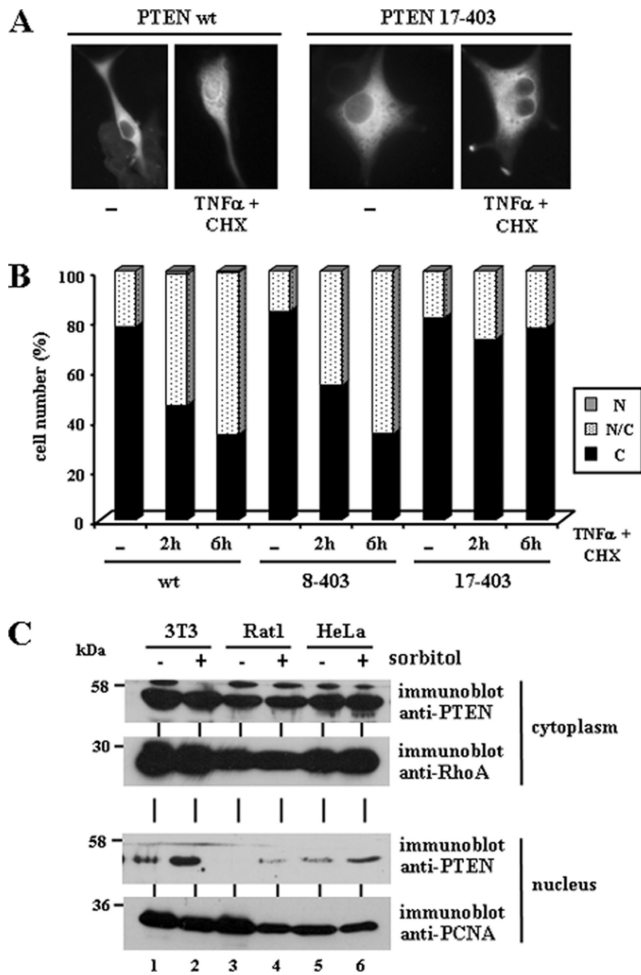 A
PTEN wt
PTEN 17-403
–
TNFα +
CHX
–
TNFα +
CHX
B
cell number (%)
100
80
60
40
20
0
N
N/C
C
– 2h 6h – 2h 6h – 2h 6h
TNFα +
CHX
wt 8-403 17-403
C
kDa
3T3 Rat1 HeLa
- + - + - + sorbitol
58
immunoblot
anti-PTEN
30
immunoblot
anti-RhoA
cytoplasm
58
immunoblot
anti-PTEN
36
immunoblot
anti-PCNA
nucleus
1 2 3 4 5 6